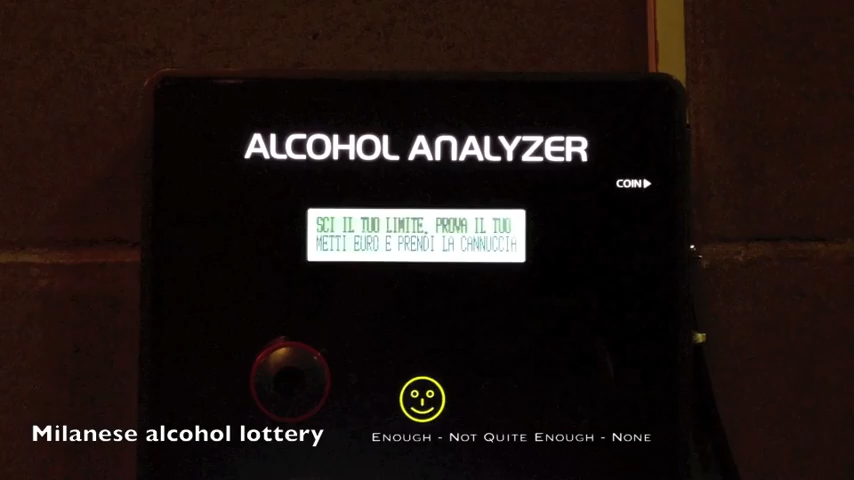 ALCOHOL ANALYZER
COIN
SCI IL TUO LIMITE, PROVA IL TUO
METTI EURO E PRENDI LA CANNUCCIA
Milanese alcohol lottery
Enough - Not Quite Enough - None